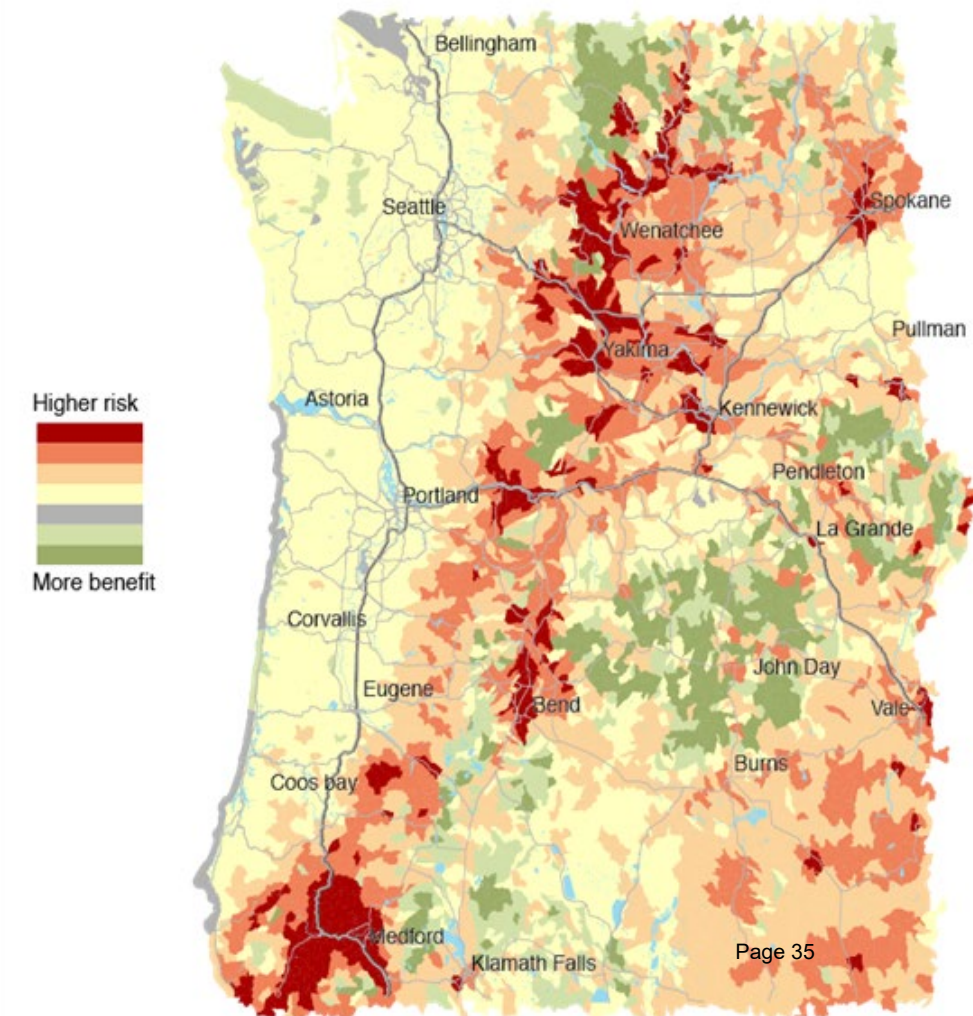 Bellingham
Seattle
Spokane
Wenatchee
Pullman
Yakima
Higher risk
Astoria
Kennewick
Pendleton
Portland
La Grande
More benefit
Corvallis
John Day
Eugene
Bend
Vale
Burns
Coos bay
Medford
Page 35
Klamath Falls